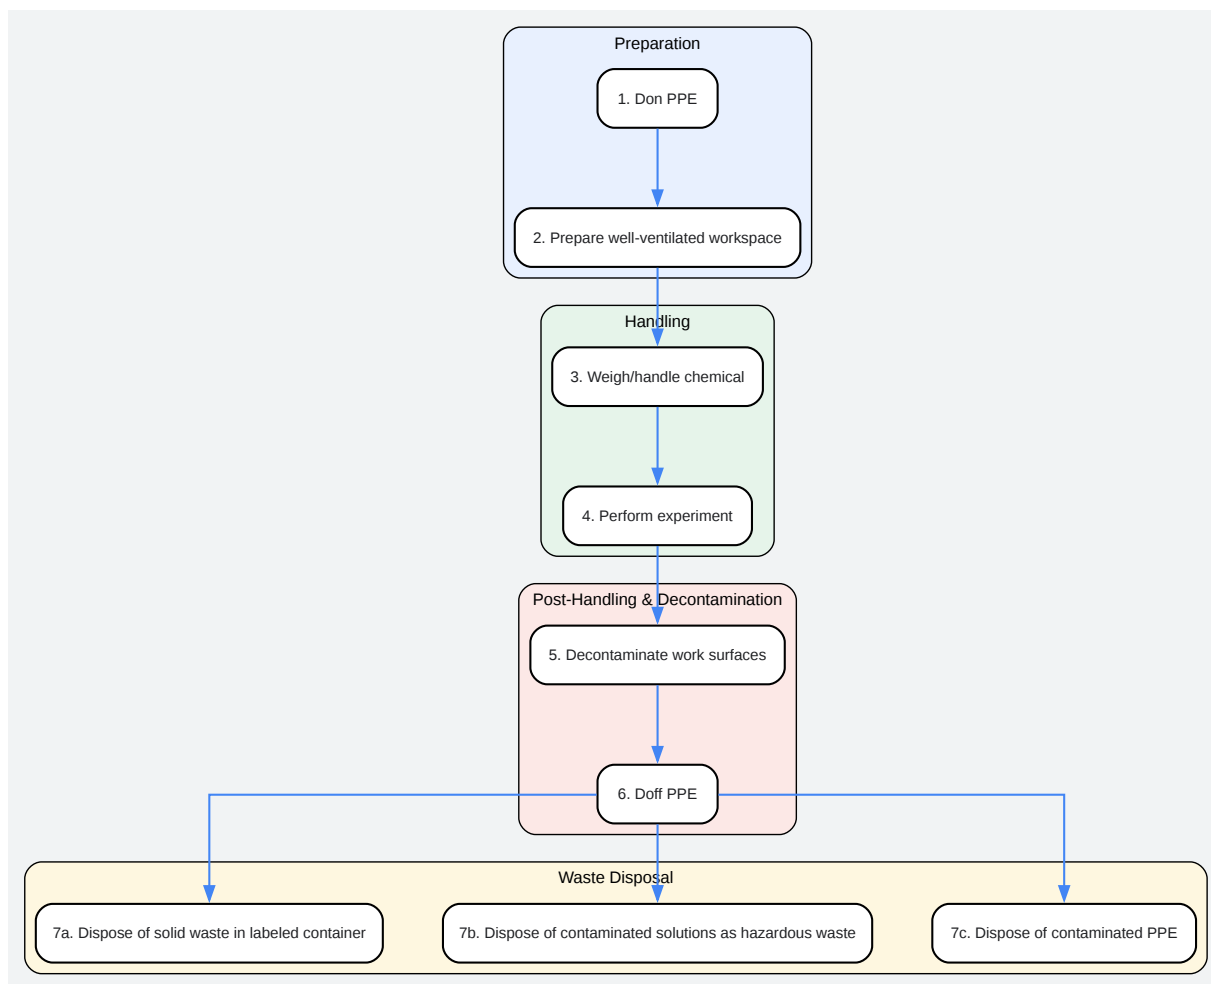 Preparation
1. Don PPE
2. Prepare well-ventilated workspace
Handling
3. Weigh/handle chemical
4. Perform experiment
Post-Handling & Decontamination
5. Decontaminate work surfaces
6. Doff PPE
Waste Disposal
7a. Dispose of solid waste in labeled container
7b. Dispose of contaminated solutions as hazardous waste
7c. Dispose of contaminated PPE